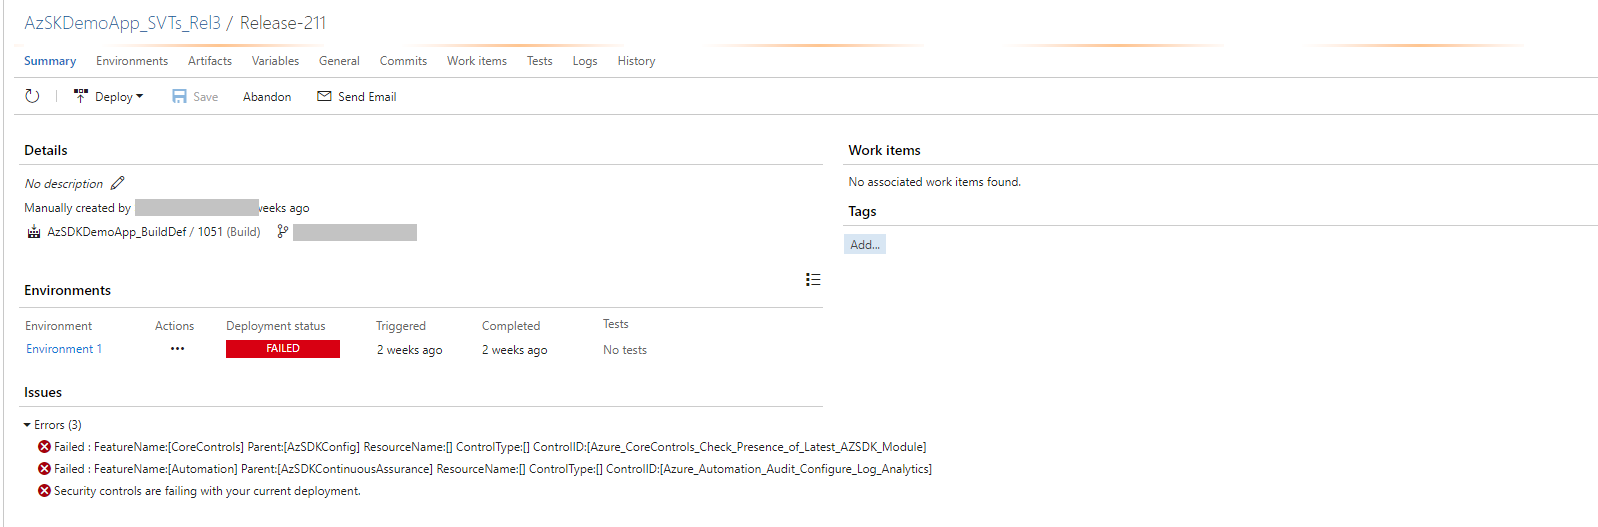 AzSKDemoApp_SVTs_Rel3 / Release-211
Summary Environments Artifacts Variables General Commits Work items Tests Logs History
Deploy Save Abandon Send Email
Details
No description
Manually created by weeks ago
AzSDKDemoApp_BuildDef / 1051 (Build)
Work items
No associated work items found.
Tags
Add...
Environments
Environment Actions Deployment status Triggered Completed Tests
Environment 1 ••• FAILED 2 weeks ago 2 weeks ago No tests
Issues
Errors (3)
Failed : FeatureName:[CoreControls] Parent:[AzSDKConfig] ResourceName:[] ControlType:[] ControlID:[Azure_CoreControls_Check_Presence_of_Latest_AZSDK_Module]
Failed : FeatureName:[Automation] Parent:[AzSDKContinuousAssurance] ResourceName:[] ControlType:[] ControlID:[Azure_Automation_Audit_Configure_Log_Analytics]
Security controls are failing with your current deployment.